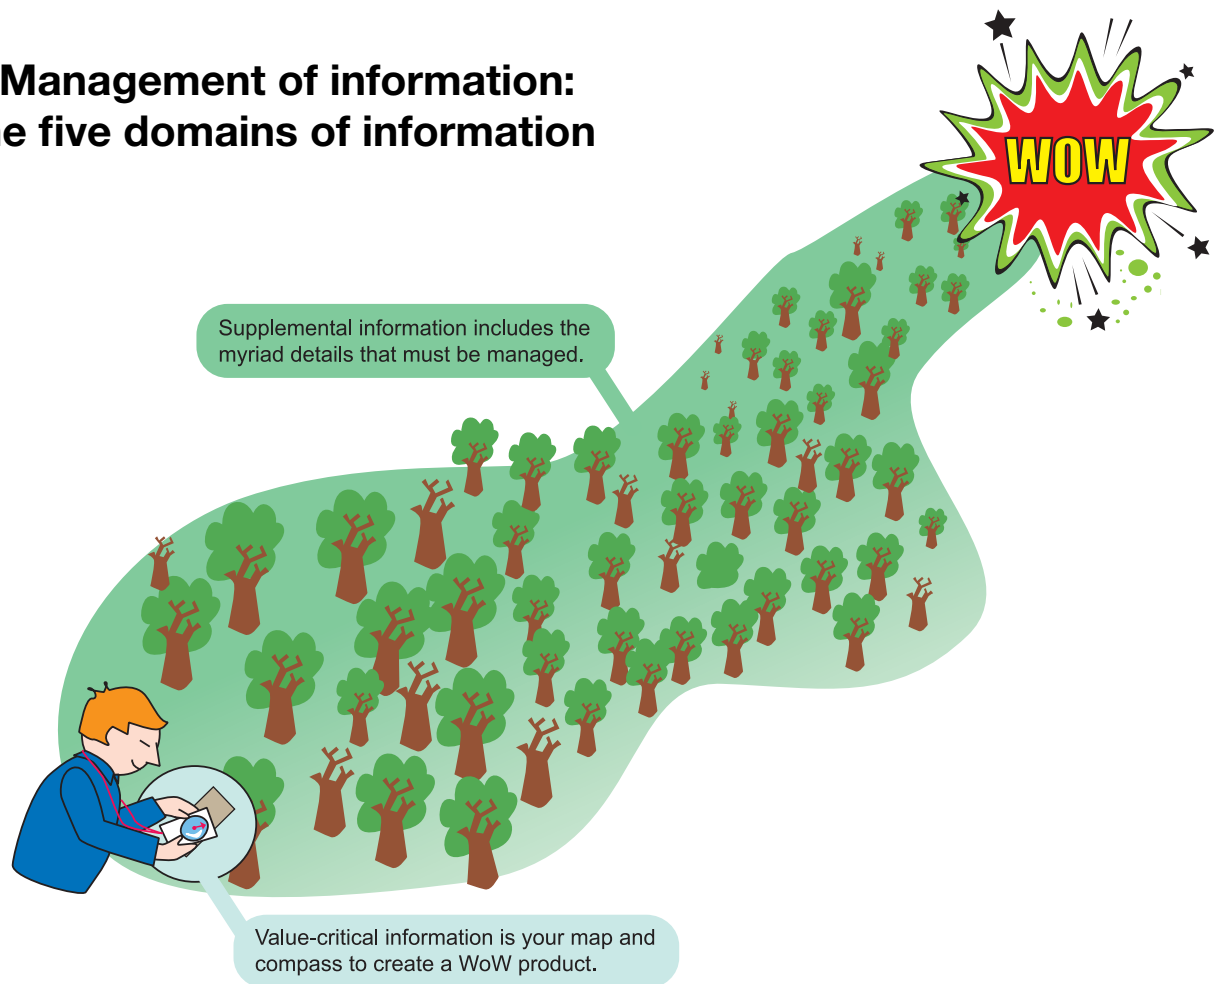 Management of information:
e five domains of information
WOW
Supplemental information includes the
myriad details that must be managed.
Value-critical information is your map and
compass to create a WoW product.